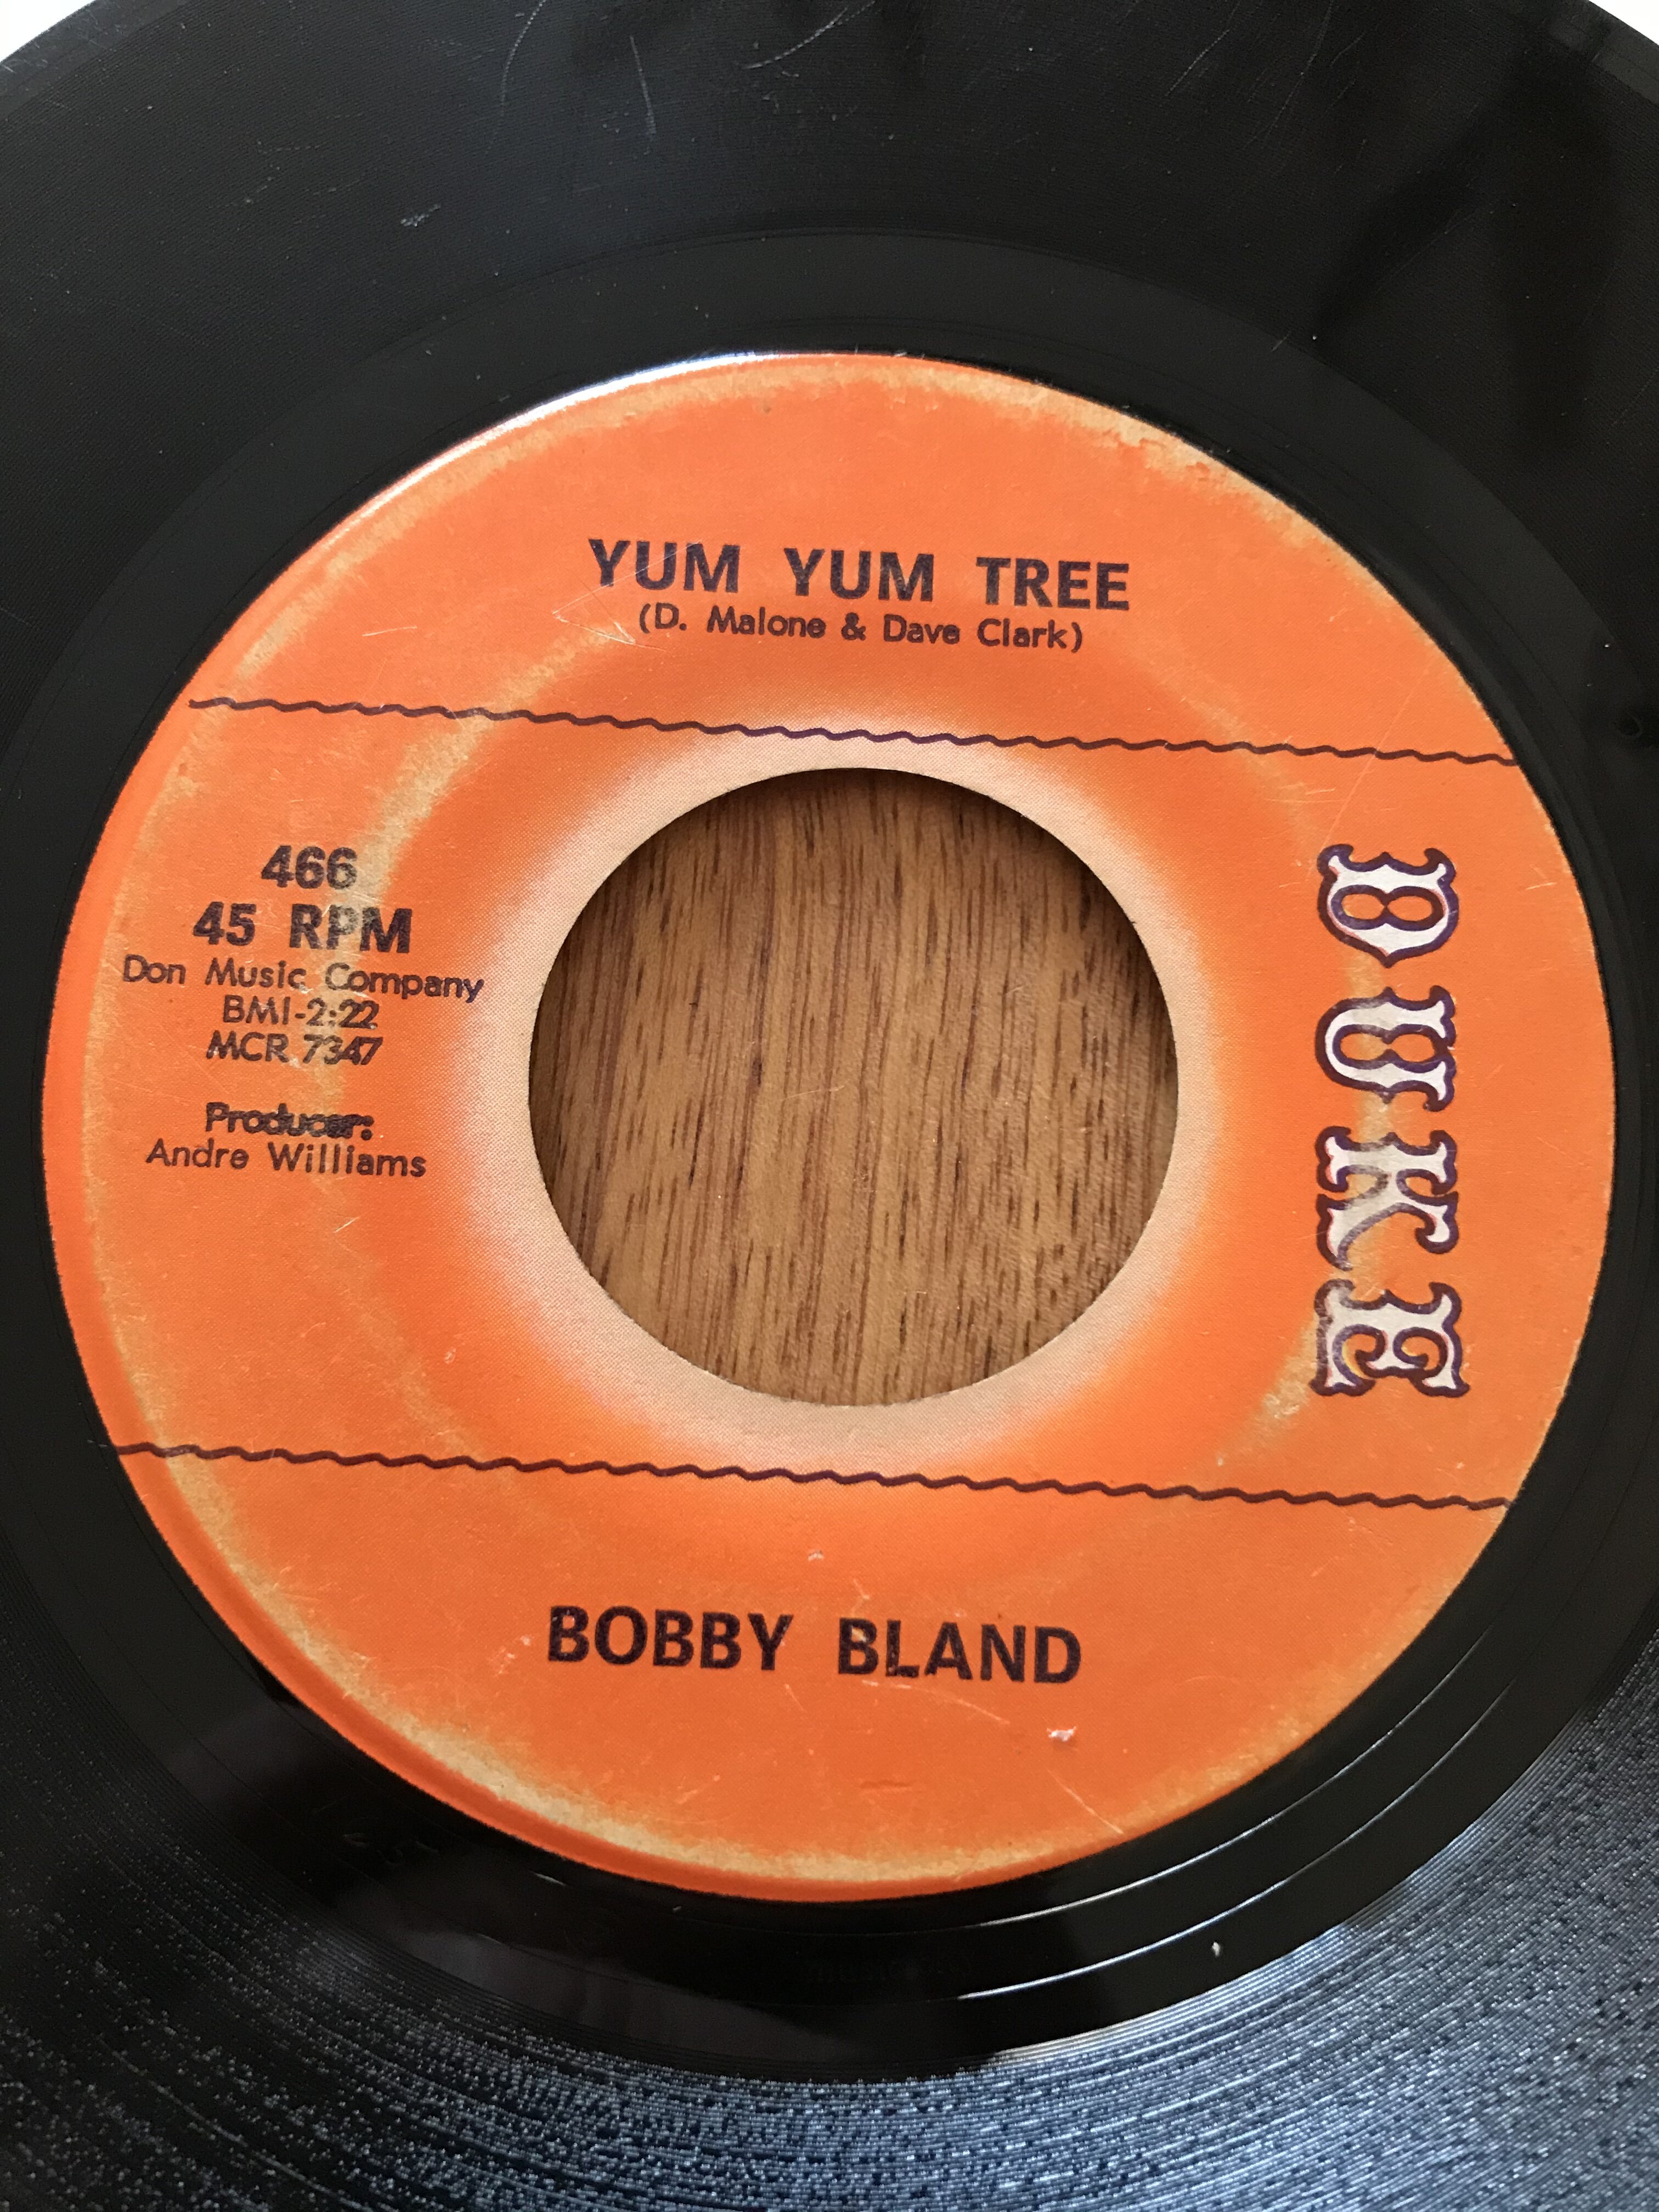 YUM YUM TREE
(D. Malone & Dave Clark)
466
45 RPM
Don Music Company
BMI-2:22
MCR 7347
Producer:
Andre Williams
DUKE
BOBBY BLAND